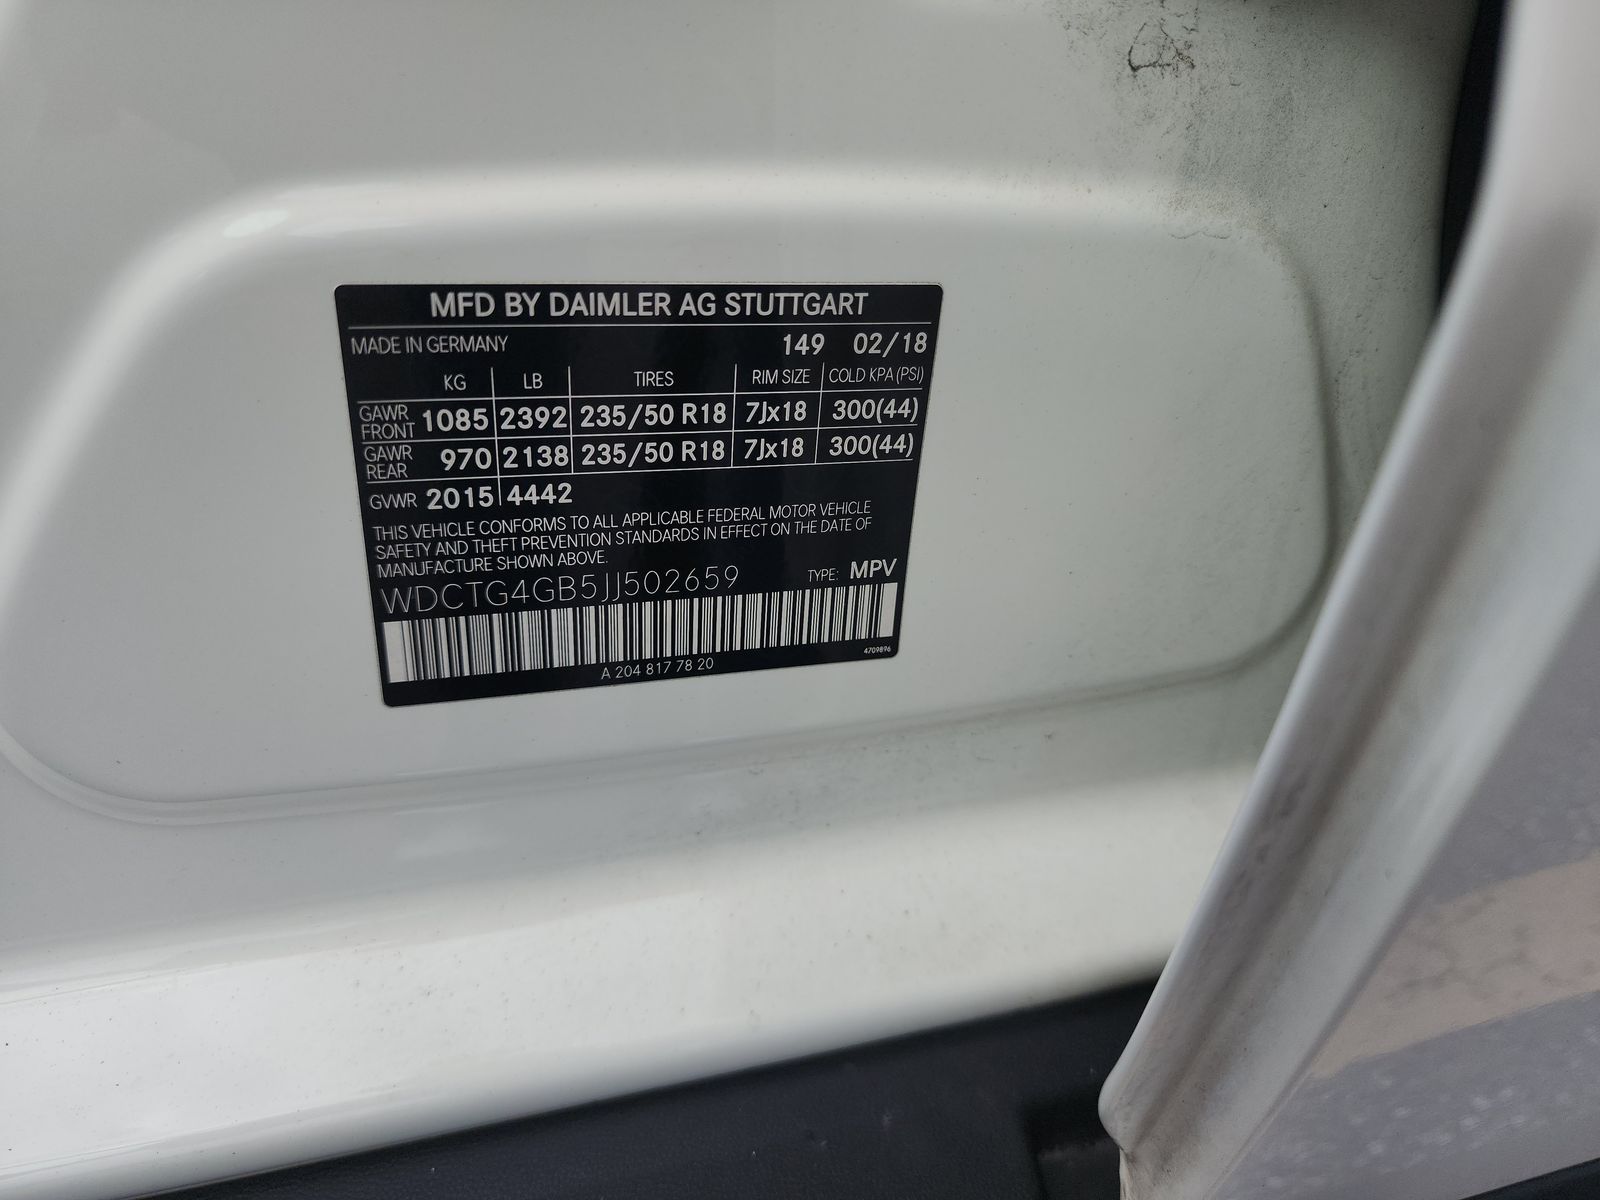 MFD BY DAIMLER AG STUTTGART
MADE IN GERMANY 149 02/18
KG LB TIRES RIM SIZE COLD KPA (PSI)
GAWR FRONT 1085 2392 235/50 R18 7Jx18 300(44)
GAWR REAR 970 2138 235/50 R18 7Jx18 300(44)
GVWR 2015 4442
THIS VEHICLE CONFORMS TO ALL APPLICABLE FEDERAL MOTOR VEHICLE
SAFETY AND THEFT PREVENTION STANDARDS IN EFFECT ON THE DATE OF
MANUFACTURE SHOWN ABOVE.
WDCTG4GB5JJ502659 TYPE: MPV
A 204 817 78 20 4709896